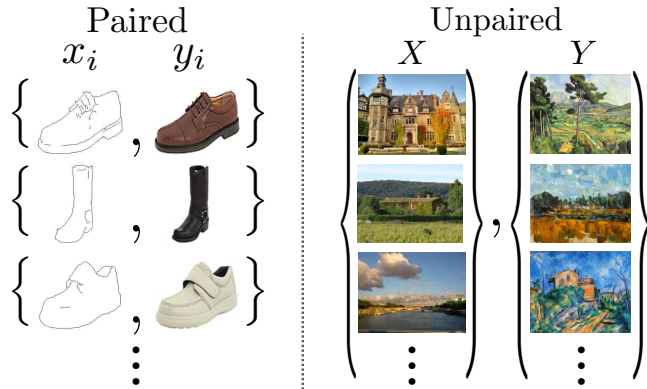 Paired
x_i y_i
{ , }
{ , }
{ , }
⋮
Unpaired
X Y
{ } , { }
⋮ ⋮